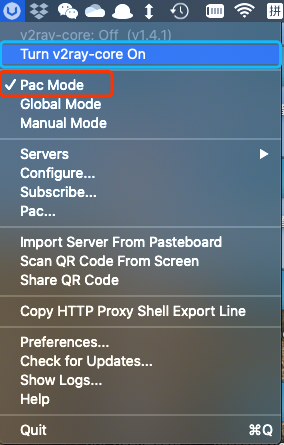 拼
v2ray-core: Off (v1.4.1)
Turn v2ray-core On
✓ Pac Mode
Global Mode
Manual Mode
Servers
Configure...
Subscribe...
Pac...
Import Server From Pasteboard
Scan QR Code From Screen
Share QR Code
Copy HTTP Proxy Shell Export Line
Preferences...
Check for Updates...
Show Logs...
Help
Quit ⌘Q